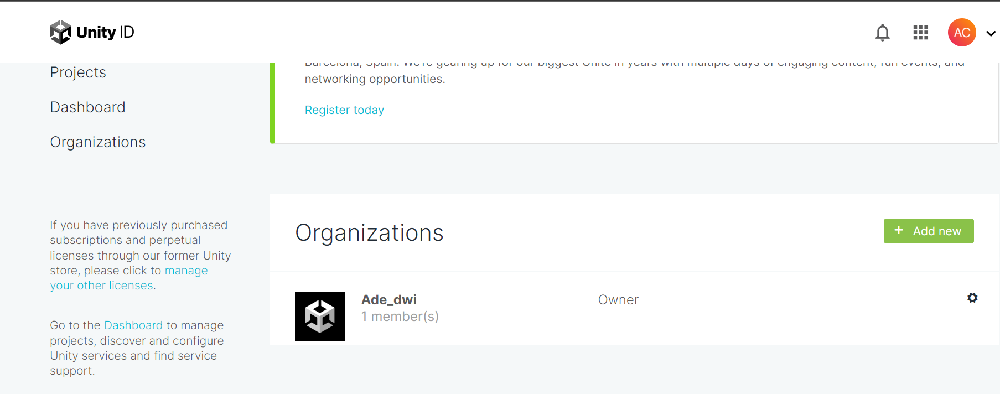 Unity ID
AC
Projects
Dashboard
Organizations
Barcelona, Spain. We're gearing up for our biggest Unite in years with multiple days of engaging content, fun events, and
networking opportunities.
Register today
If you have previously purchased
subscriptions and perpetual
licenses through our former Unity
store, please click to manage
your other licenses.
Go to the Dashboard to manage
projects, discover and configure
Unity services and find service
support.
Organizations
+ Add new
Ade_dwi
Owner
1 member(s)